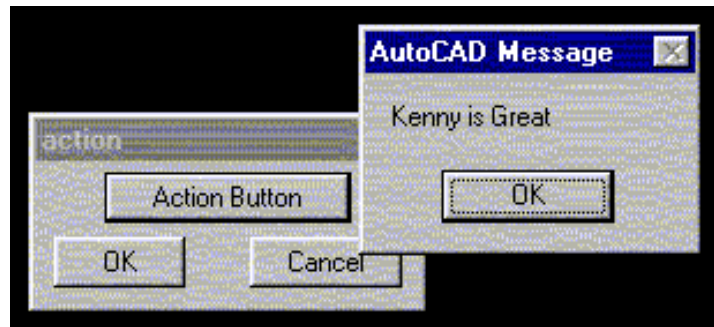 AutoCAD Message
Kenny is Great
OK
action
Action Button
OK
Cancel